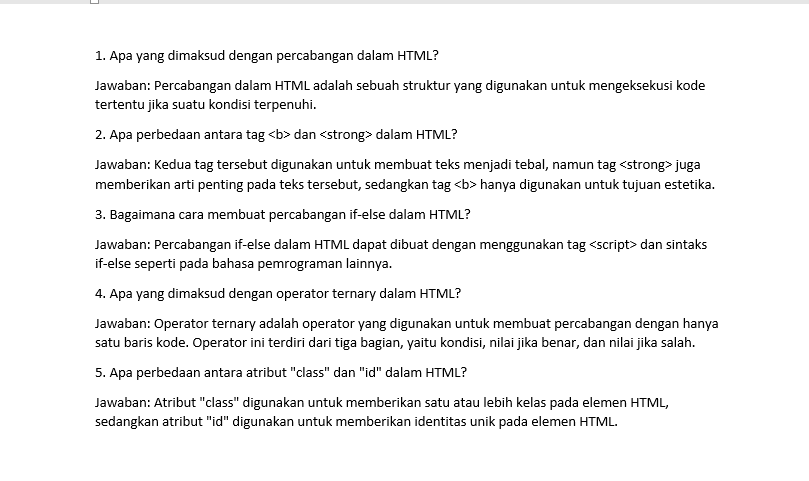 1. Apa yang dimaksud dengan percabangan dalam HTML?
Jawaban: Percabangan dalam HTML adalah sebuah struktur yang digunakan untuk mengeksekusi kode
tertentu jika suatu kondisi terpenuhi.
2. Apa perbedaan antara tag <b> dan <strong> dalam HTML?
Jawaban: Kedua tag tersebut digunakan untuk membuat teks menjadi tebal, namun tag <strong> juga
memberikan arti penting pada teks tersebut, sedangkan tag <b> hanya digunakan untuk tujuan estetika.
3. Bagaimana cara membuat percabangan if-else dalam HTML?
Jawaban: Percabangan if-else dalam HTML dapat dibuat dengan menggunakan tag <script> dan sintaks
if-else seperti pada bahasa pemrograman lainnya.
4. Apa yang dimaksud dengan operator ternary dalam HTML?
Jawaban: Operator ternary adalah operator yang digunakan untuk membuat percabangan dengan hanya
satu baris kode. Operator ini terdiri dari tiga bagian, yaitu kondisi, nilai jika benar, dan nilai jika salah.
5. Apa perbedaan antara atribut "class" dan "id" dalam HTML?
Jawaban: Atribut "class" digunakan untuk memberikan satu atau lebih kelas pada elemen HTML,
sedangkan atribut "id" digunakan untuk memberikan identitas unik pada elemen HTML.